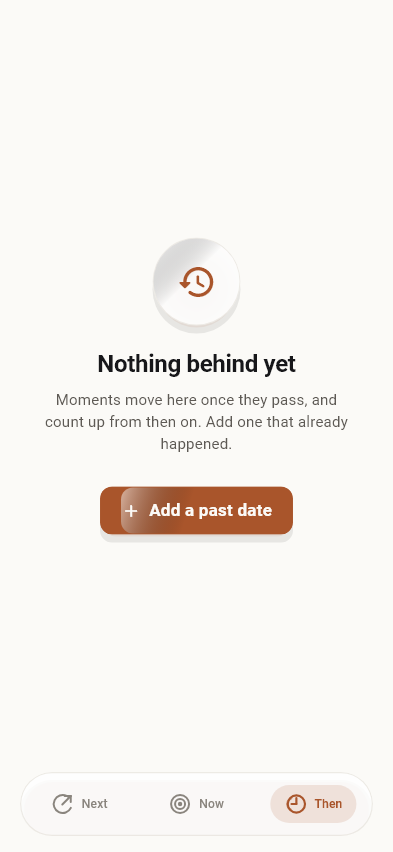 Nothing behind yet
Moments move here once they pass, and
count up from then on. Add one that already
happened.
+ Add a past date
Next
Now
Then